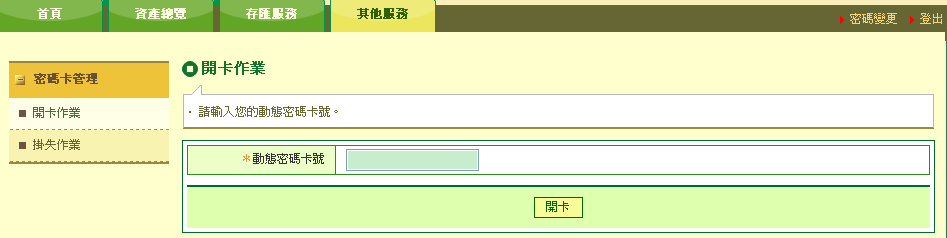 首頁 資產總覽 存匯服務 其他服務
密碼變更 登出
密碼卡管理
開卡作業
掛失作業
開卡作業
· 請輸入您的動態密碼卡號。
＊動態密碼卡號
開卡